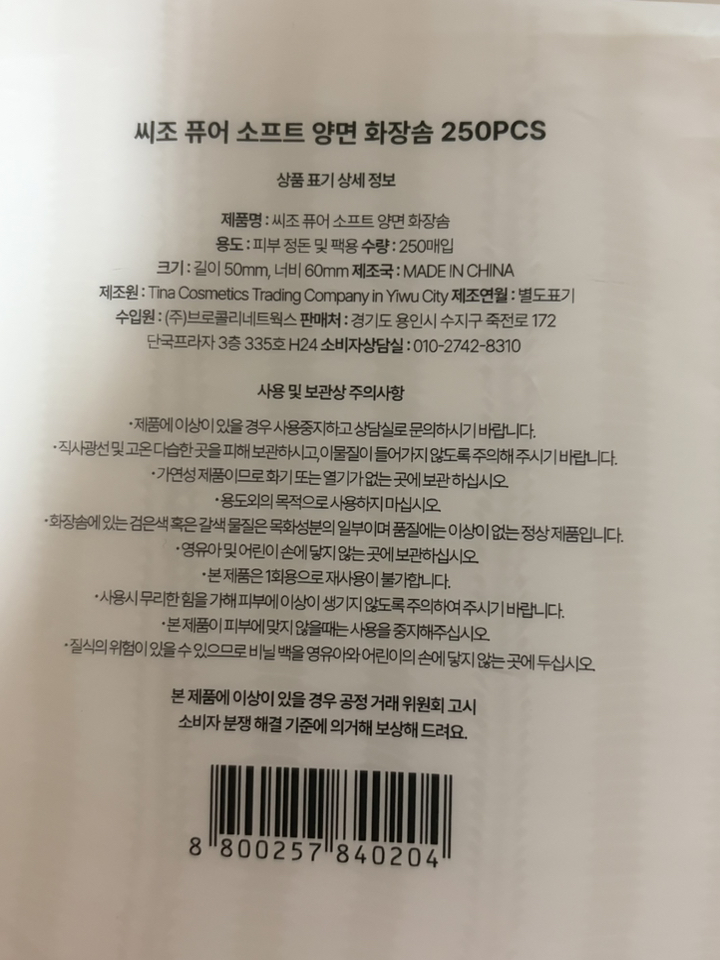 씨조 퓨어 소프트 양면 화장솜 250PCS
상품 표기 상세 정보
제품명 : 씨조 퓨어 소프트 양면 화장솜
용도 : 피부 정돈 및 팩용 수량 : 250매입
크기 : 길이 50mm, 너비 60mm 제조국 : MADE IN CHINA
제조원 : Tina Cosmetics Trading Company in Yiwu City 제조연월 : 별도표기
수입원 : (주)브로콜리네트웍스 판매처 : 경기도 용인시 수지구 죽전로 172
단국프라자 3층 335호 H24 소비자상담실 : 010-2742-8310
사용 및 보관상 주의사항
· 제품에 이상이 있을 경우 사용중지하고 상담실로 문의하시기 바랍니다.
· 직사광선 및 고온 다습한 곳을 피해 보관하시고,이물질이 들어가지 않도록 주의해 주시기 바랍니다.
· 가연성 제품이므로 화기 또는 열기가 없는 곳에 보관 하십시오.
· 용도외의 목적으로 사용하지 마십시오.
· 화장솜에 있는 검은색 혹은 갈색 물질은 목화성분의 일부이며 품질에는 이상이 없는 정상 제품입니다.
· 영유아 및 어린이 손에 닿지 않는 곳에 보관하십시오.
· 본 제품은 1회용으로 재사용이 불가합니다.
· 사용시 무리한 힘을 가해 피부에 이상이 생기지 않도록 주의하여 주시기 바랍니다.
· 본 제품이 피부에 맞지 않을때는 사용을 중지해주십시오.
· 질식의 위험이 있을 수 있으므로 비닐 백을 영유아와 어린이의 손에 닿지 않는 곳에 두십시오.
본 제품에 이상이 있을 경우 공정 거래 위원회 고시
소비자 분쟁 해결 기준에 의거해 보상해 드려요.
8 800257 840204